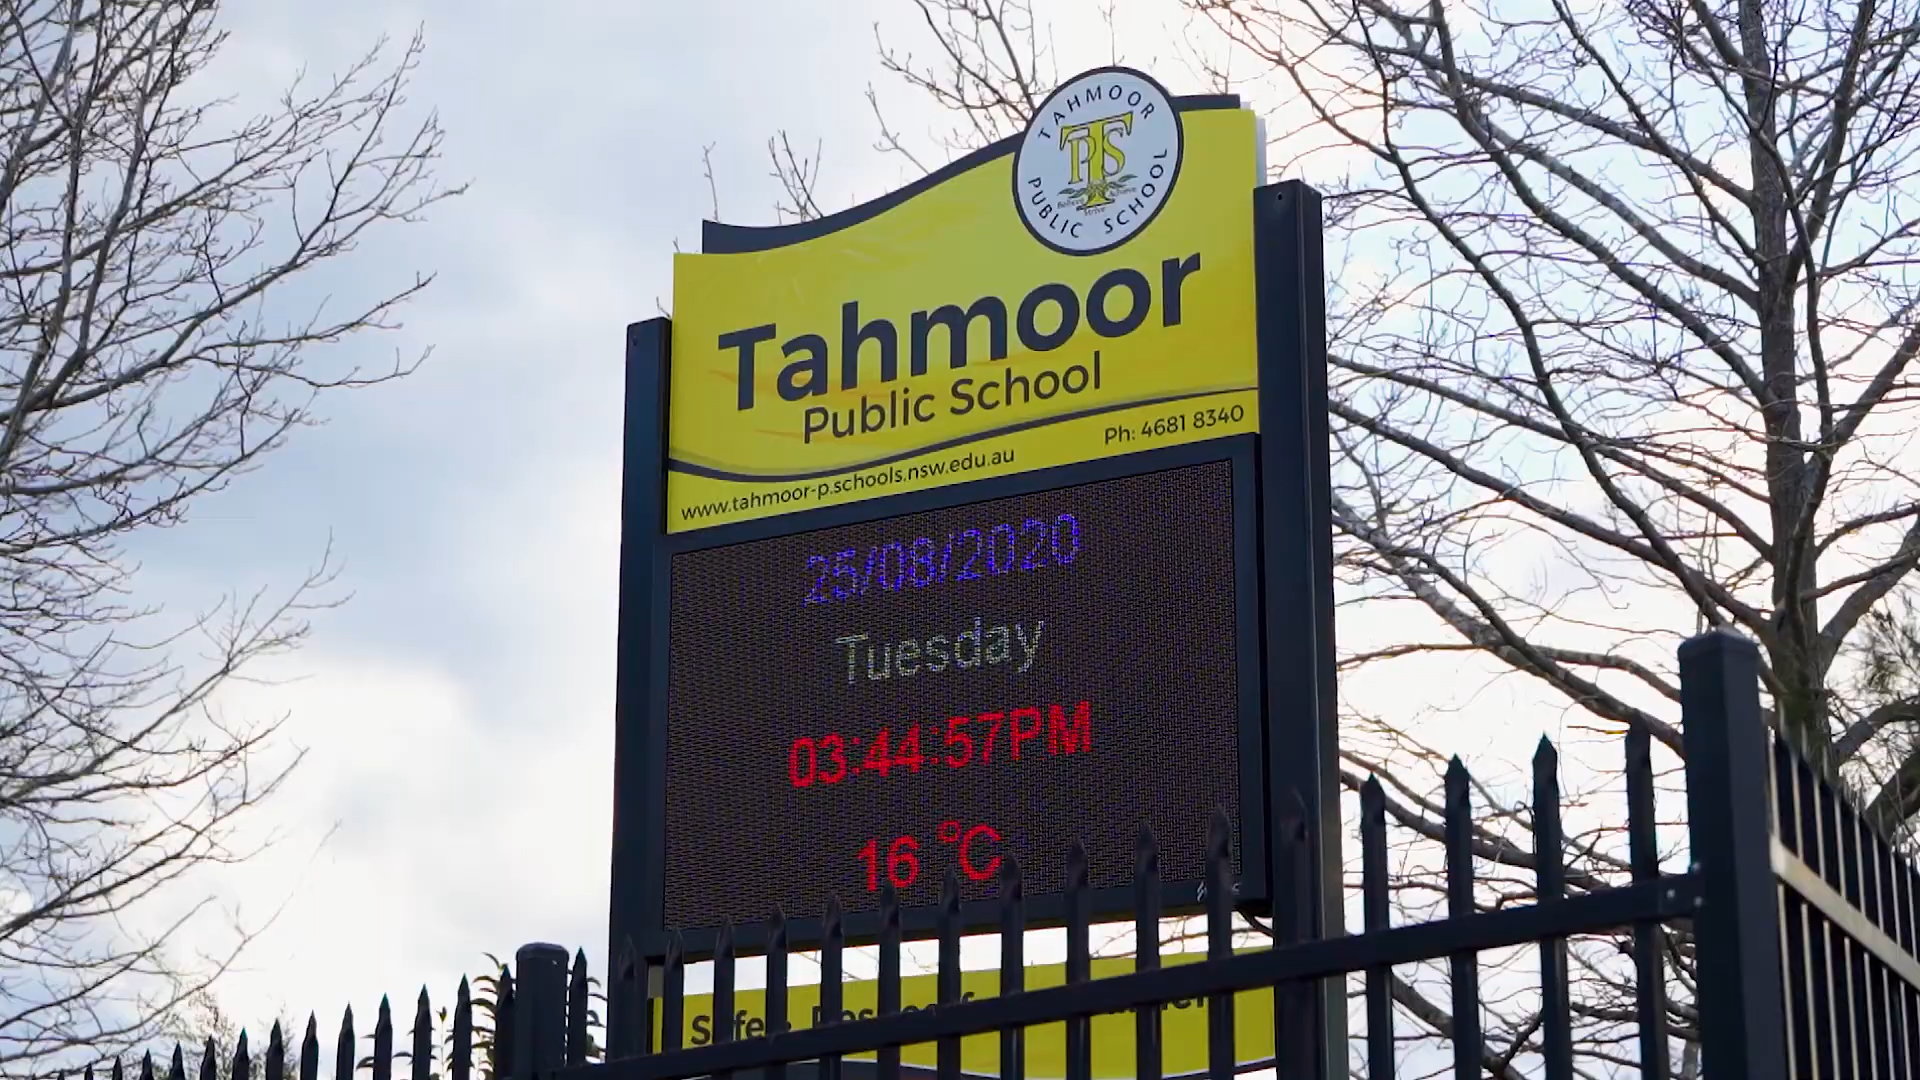 TAHMOOR
PTS
PUBLIC SCHOOL
Tahmoor
Public School
www.tahmoor-p.schools.nsw.edu.au Ph: 4681 8340
25/08/2020
Tuesday
03:44:57PM
16 °C